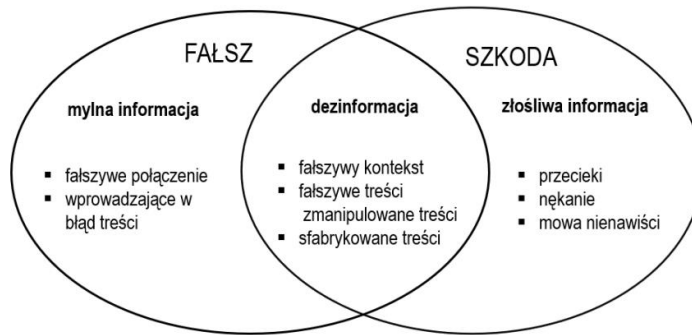 FAŁSZ
SZKODA
mylna informacja
dezinformacja
złośliwa informacja
▪ fałszywe połączenie
▪ wprowadzające w
błąd treści
▪ fałszywy kontekst
▪ fałszywe treści
zmanipulowane treści
▪ sfabrykowane treści
▪ przecieki
▪ nękanie
▪ mowa nienawiści